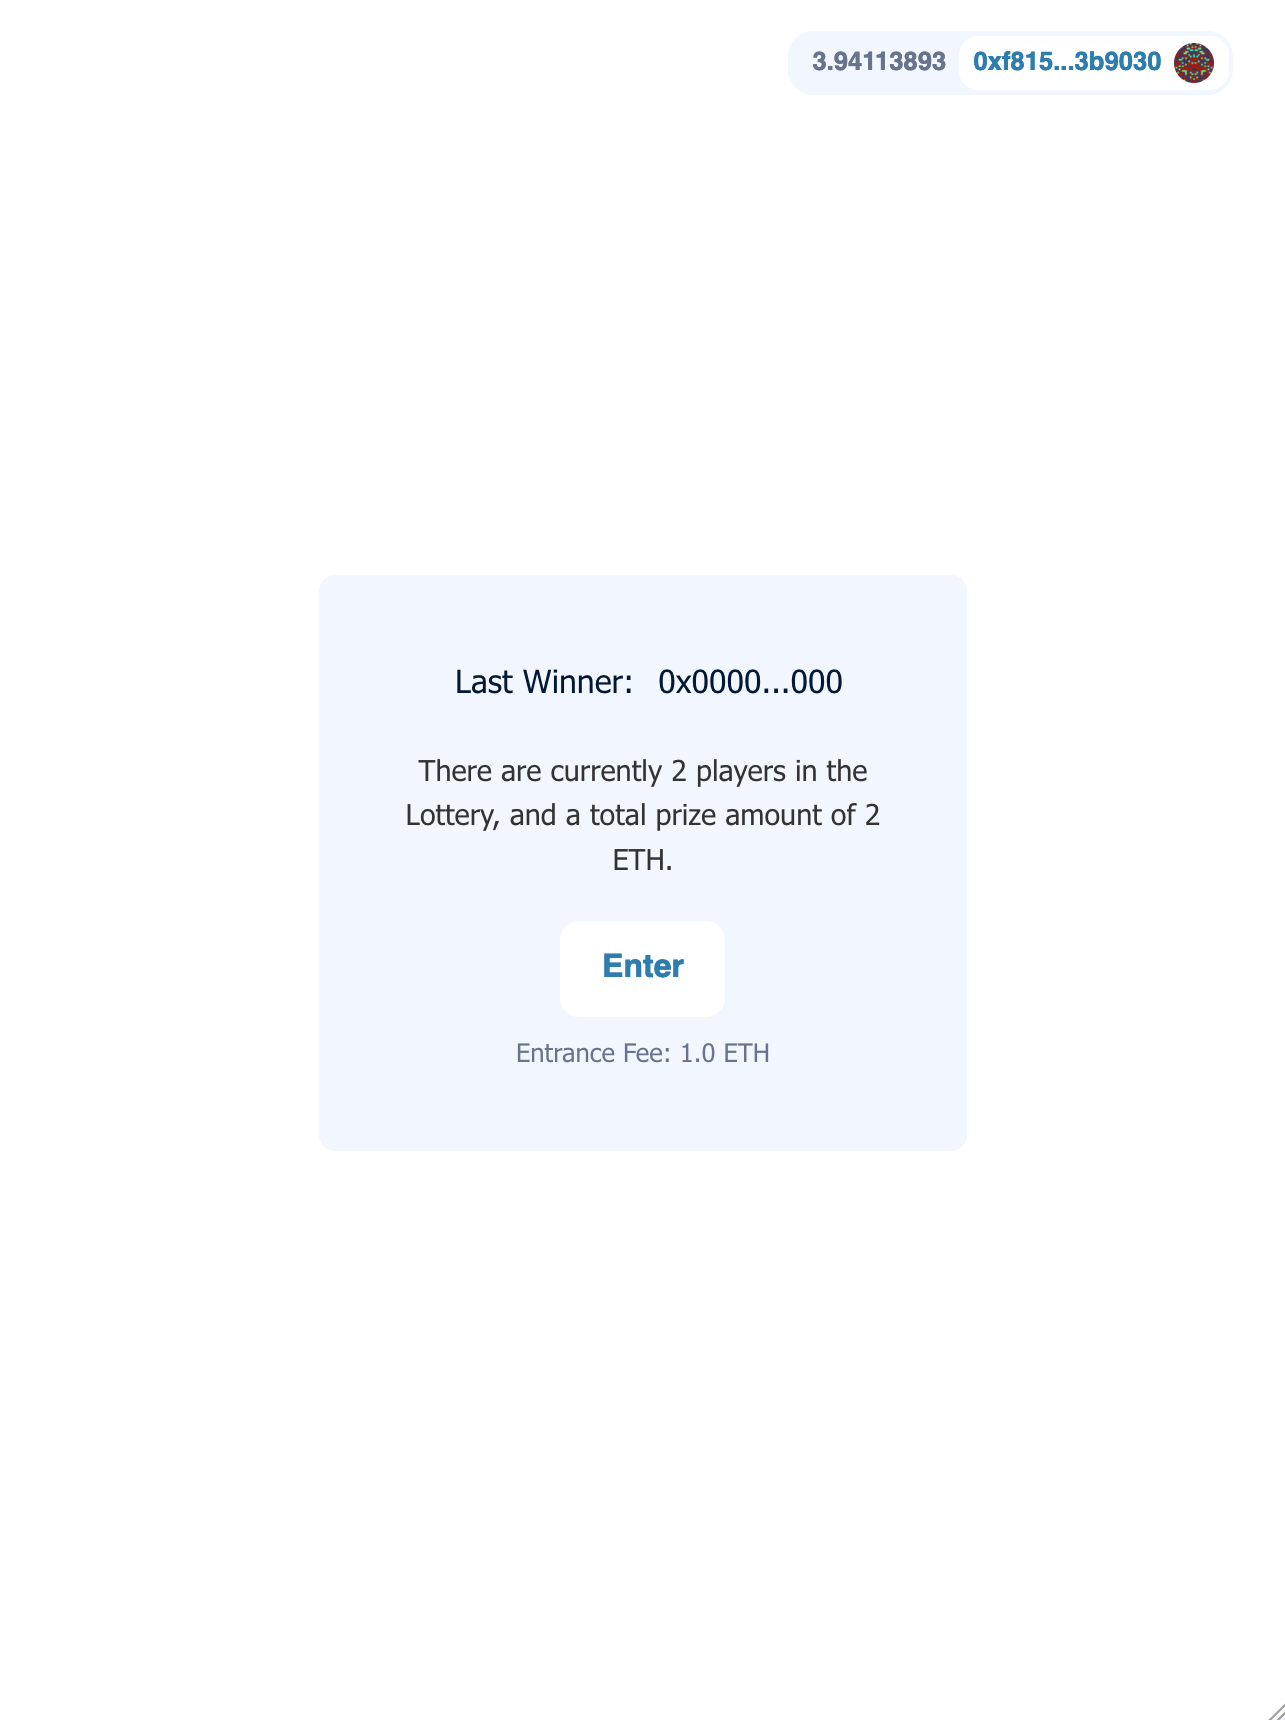 3.94113893 0xf815...3b9030
Last Winner: 0x0000...000
There are currently 2 players in the
Lottery, and a total prize amount of 2
ETH.
Enter
Entrance Fee: 1.0 ETH